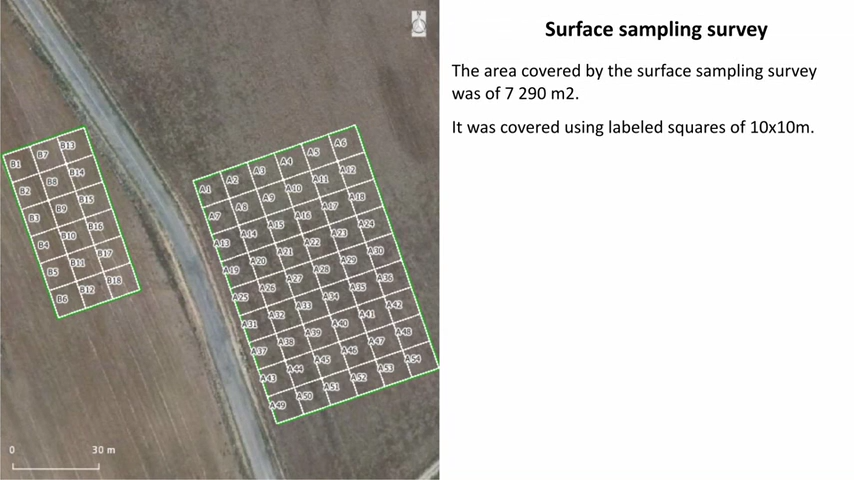 Surface sampling survey
The area covered by the surface sampling survey
was of 7 290 m2.
It was covered using labeled squares of 10x10m.
B1 B7 B13
B2 B8 B14
B3 B9 B15
B4 B10 B16
B5 B11 B17
B6 B12 B18
A1 A2 A3 A4 A5 A6
A7 A8 A9 A10 A11 A12
A13 A14 A15 A16 A17 A18
A19 A20 A21 A22 A23 A24
A25 A26 A27 A28 A29 A30
A31 A32 A33 A34 A35 A36
A37 A38 A39 A40 A41 A42
A43 A44 A45 A46 A47 A48
A49 A50 A51 A52 A53 A54
0 30 m